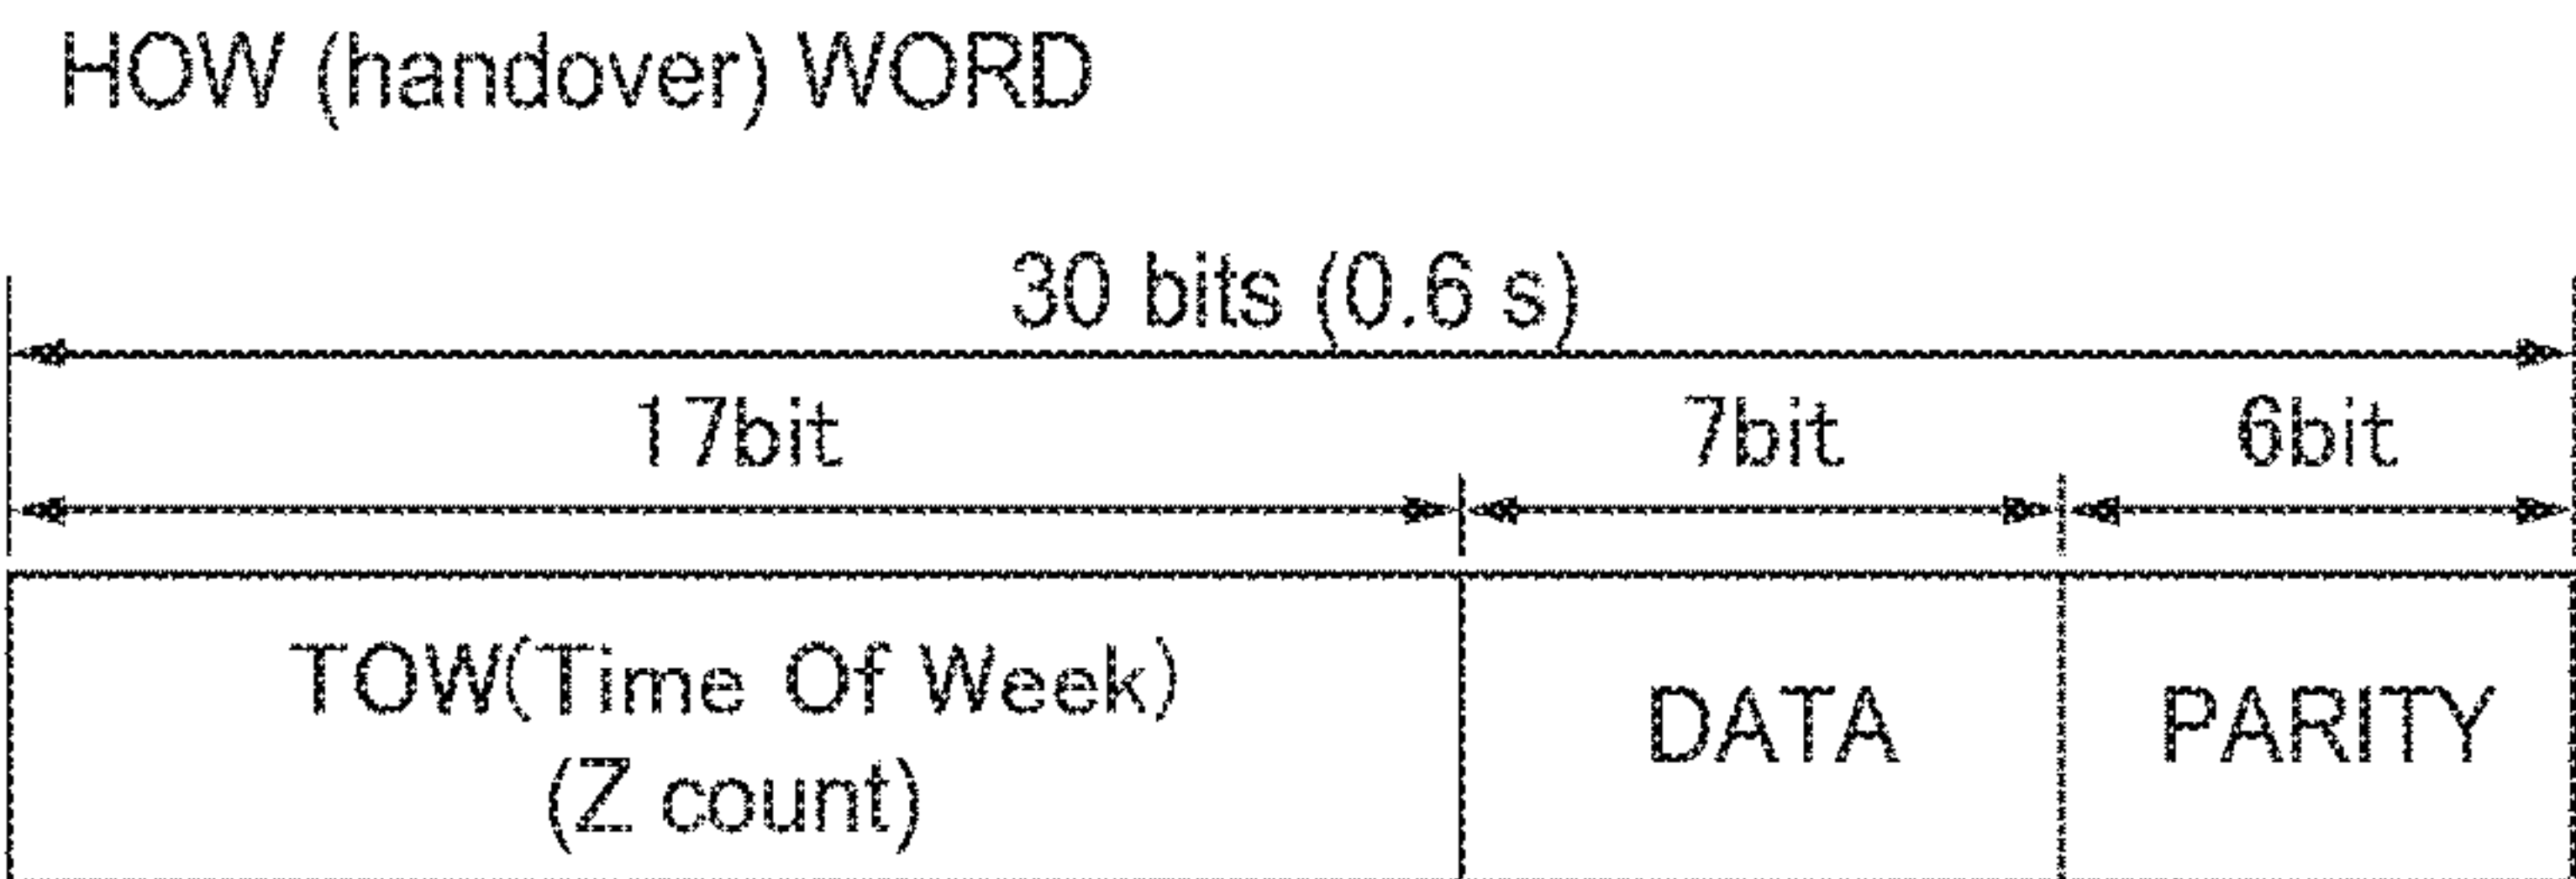 HOW (handover) WORD
30 bits (0.6 s)
17bit 7bit 6bit
TOW(Time Of Week) DATA PARITY
(Z count)